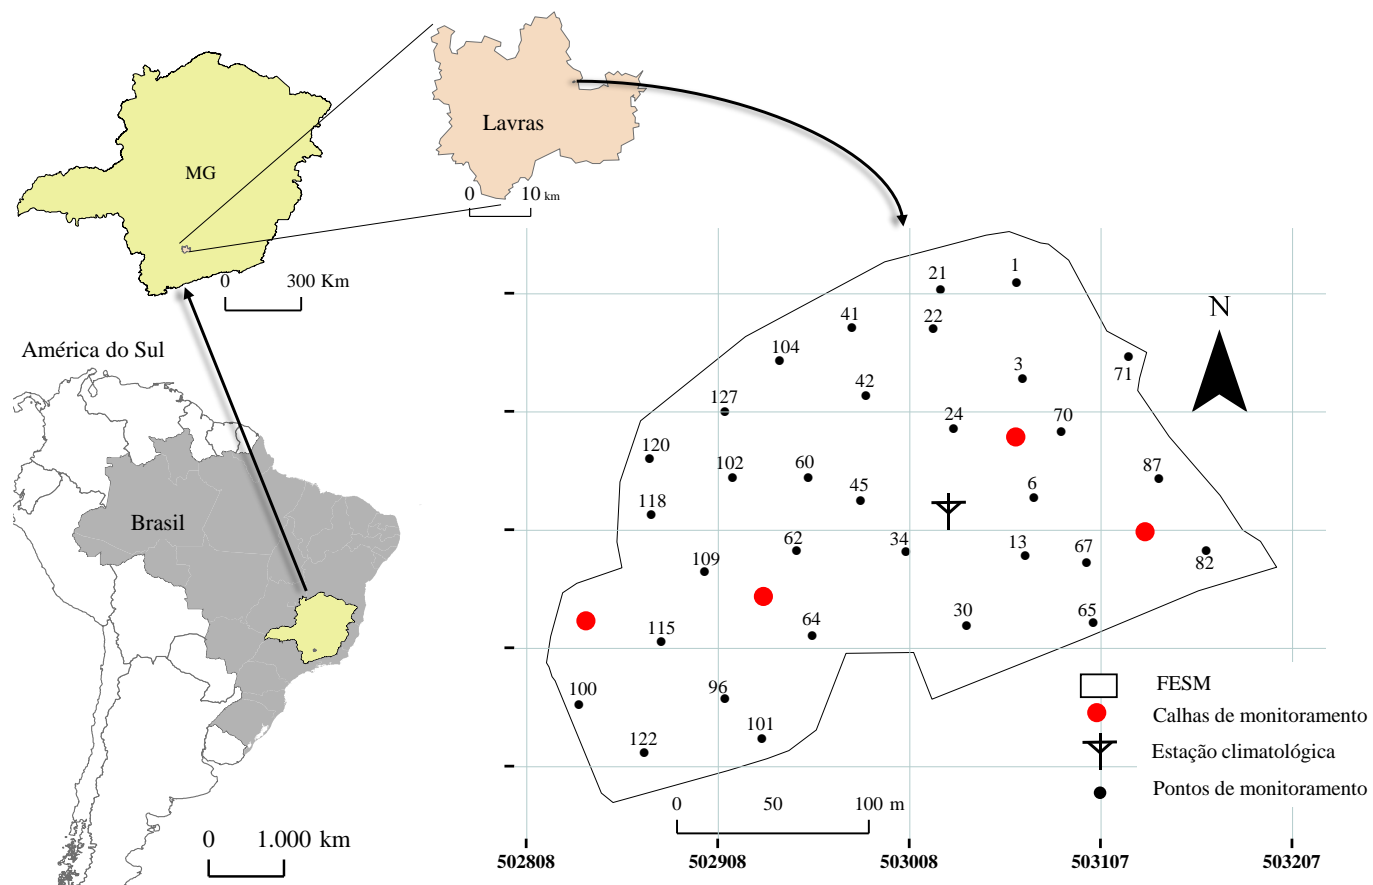 Lavras
0 10 km
MG
0 300 Km
América do Sul
Brasil
0 1.000 km
N
1
21
41
22
104
3
71
42
127
24
70
120
102
60
87
45
6
118
62
34
13
67
109
82
115
64
30
65
100
96
101
122
FESM
Calhas de monitoramento
Estação climatológica
Pontos de monitoramento
0 50 100 m
502808 502908 503008 503107 503207